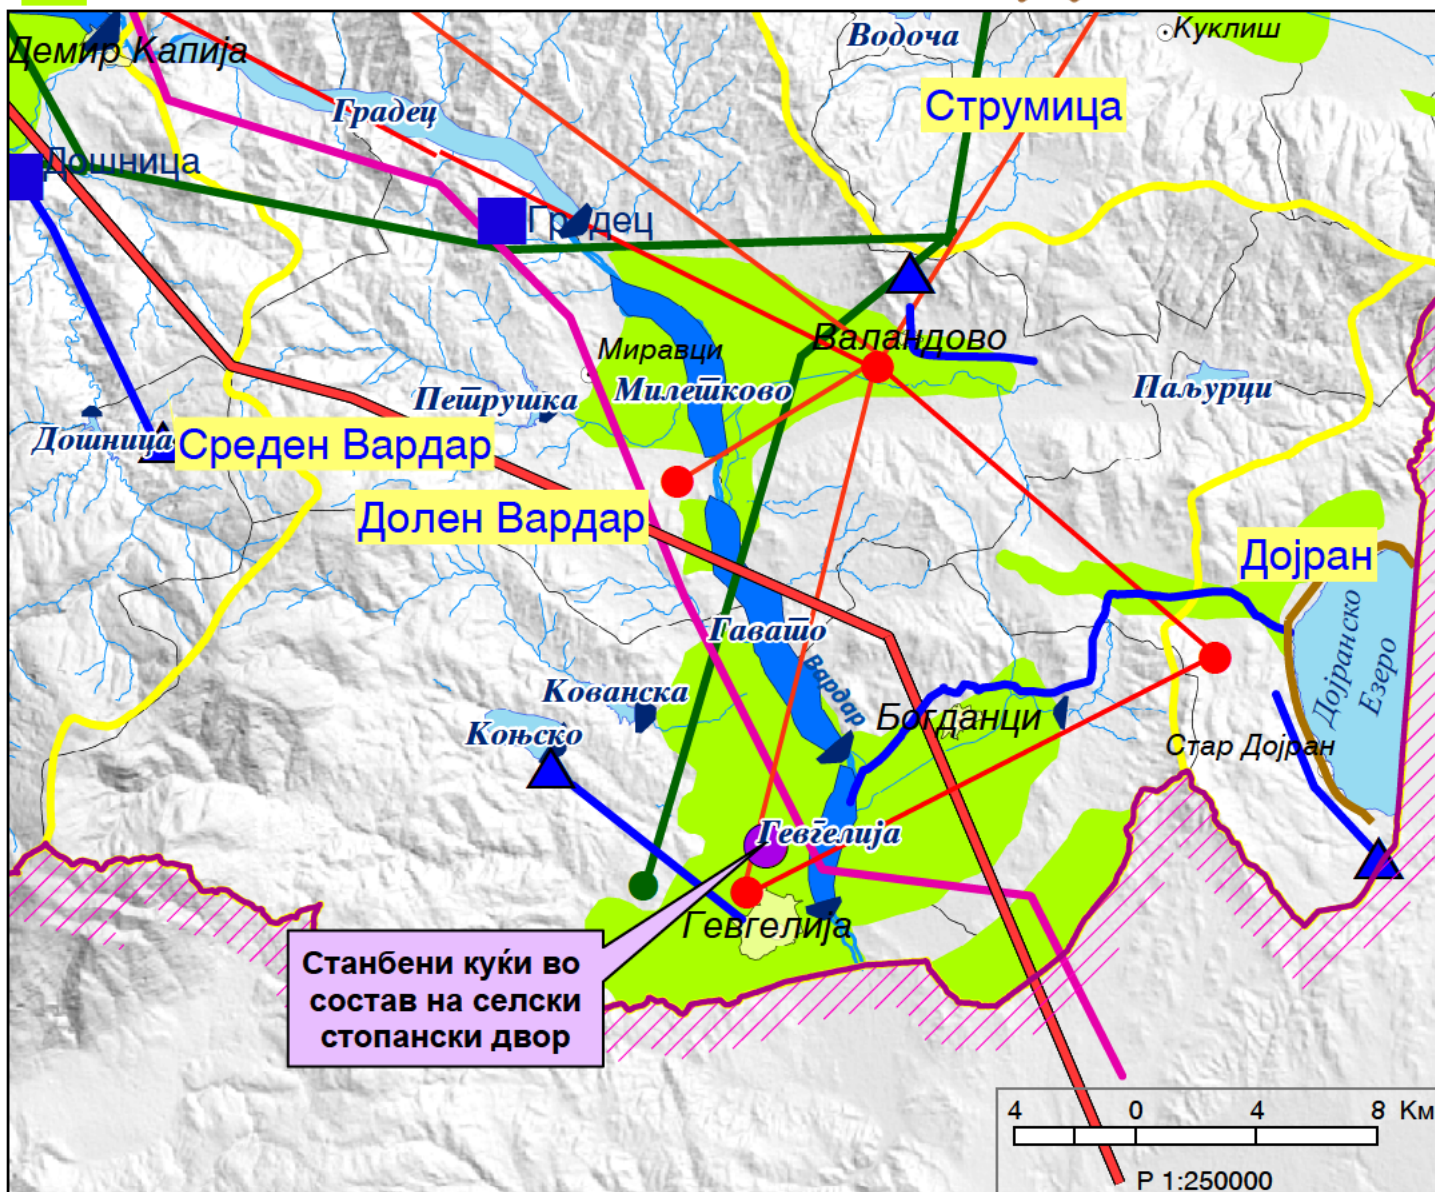 Водоча
Куклиш
Демир Капија
Струмица
Градец
Дошница
Градец
Валандово
Миравци
Милетково
Петрушка
Паљурци
Дошница
Среден Вардар
Долен Вардар
Дојран
Дојранско
Езеро
Гавато
Вардар
Кованска
Коњско
Богданци
Стар Дојран
Гевгелија
Гевгелија
Станбени куќи во
состав на селски
стопански двор
4 0 4 8 Км
Р 1:250000